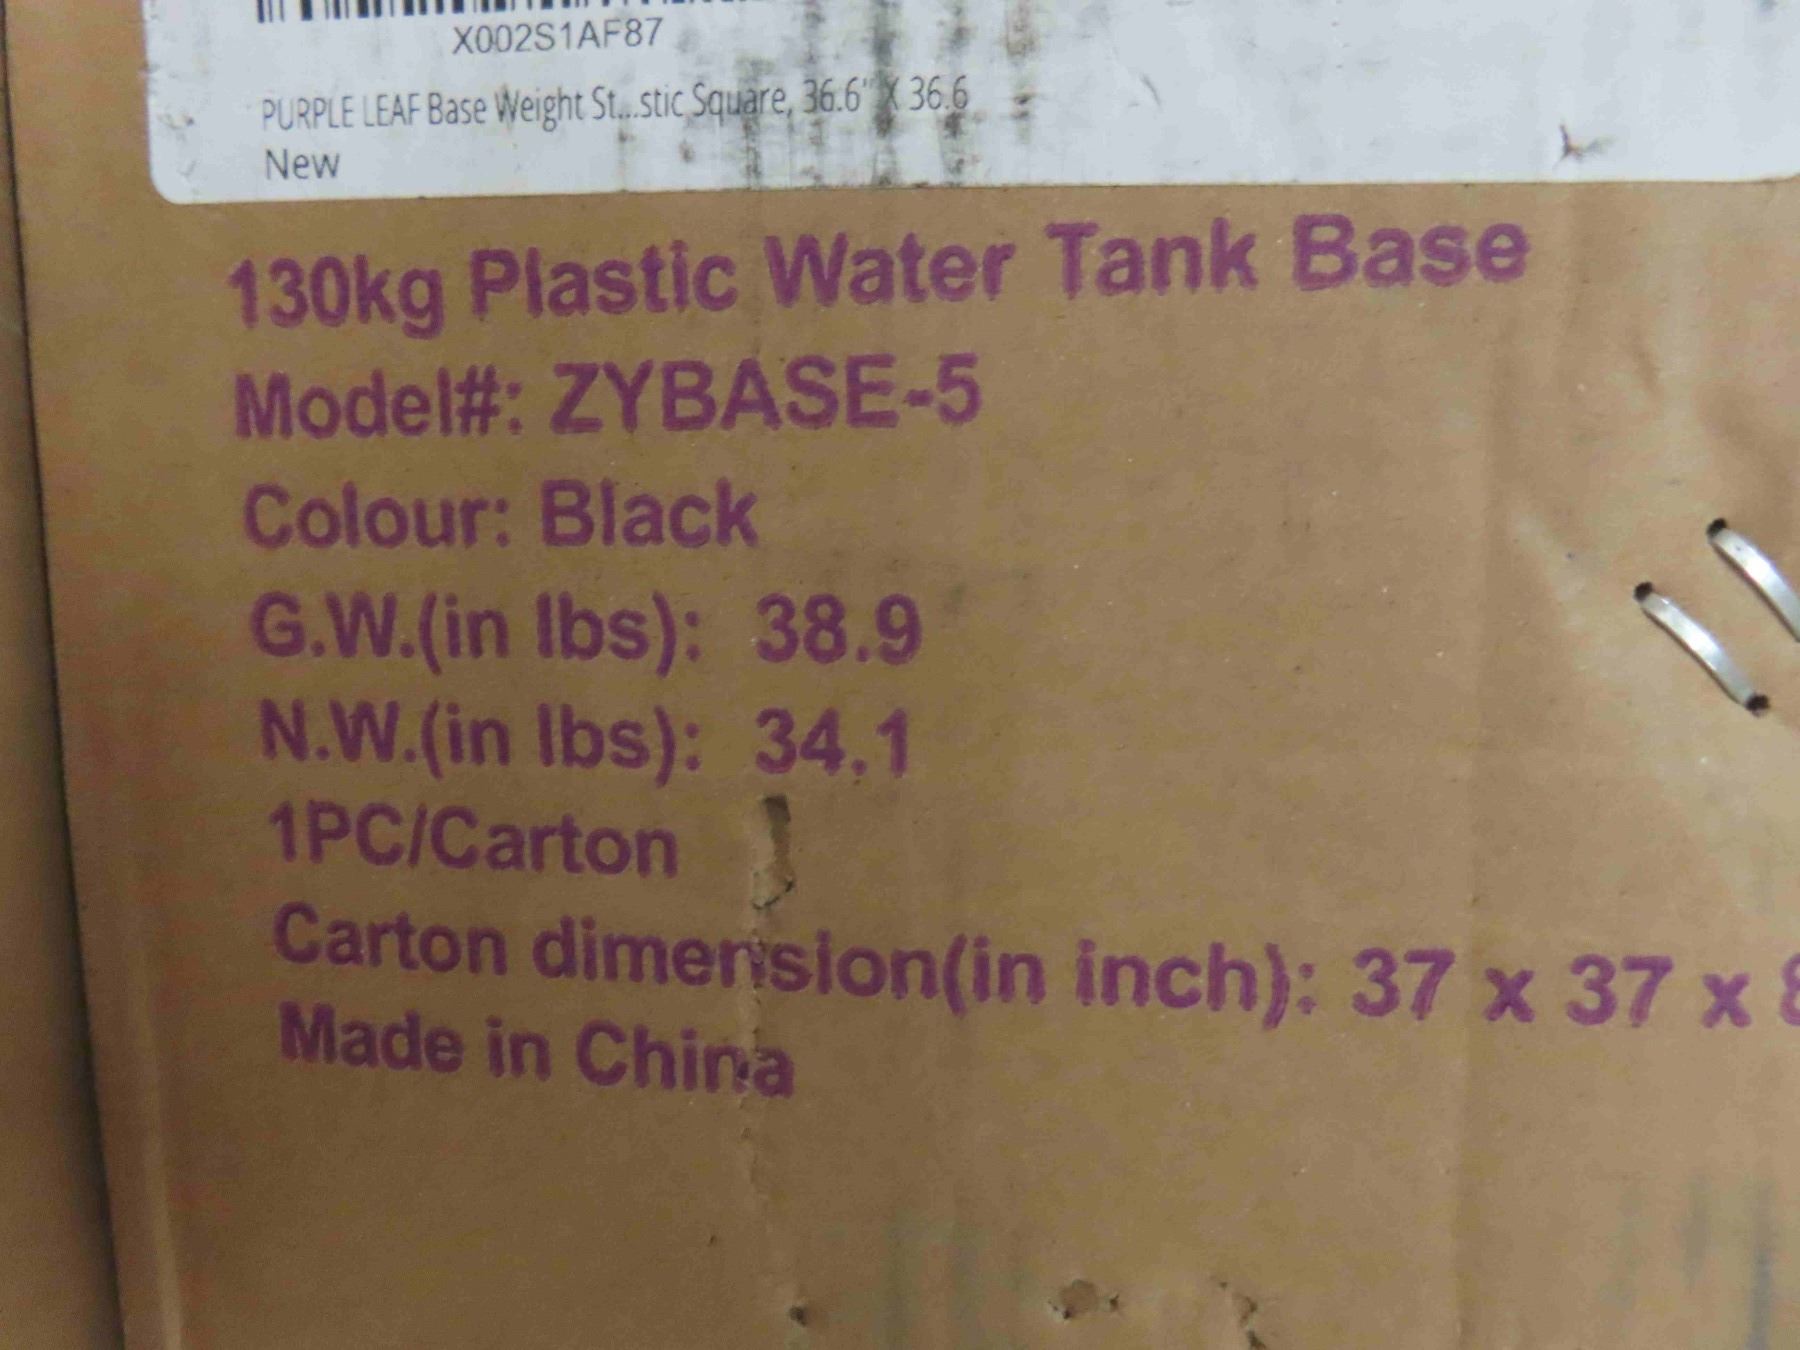 X002S1AF87
PURPLE LEAF Base Weight St...stic Square, 36.6" X 36.6
New
130kg Plastic Water Tank Base
Model#: ZYBASE-5
Colour: Black
G.W.(in lbs): 38.9
N.W.(in lbs): 34.1
1PC/Carton
Carton dimension(in inch): 37 x 37 x
Made in China